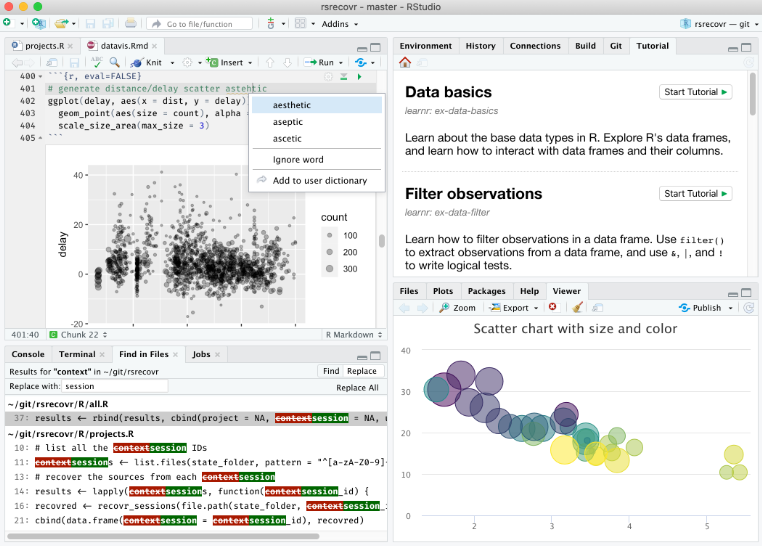 rsrecovr - master - RStudio
Go to file/function
Addins
rsrecovr — git
projects.R
datavis.Rmd
ABC
Knit
Insert
Run
400 ```{r, eval=FALSE}
401 # generate distance/delay scatter astehtic
402 ggplot(delay, aes(x = dist, y = delay)
403 geom_point(aes(size = count), alpha =
404 scale_size_area(max_size = 3)
405 ```
aesthetic
aseptic
ascetic
Ignore word
Add to user dictionary
40
20
0
-20
delay
count
100
200
300
401:40
Chunk 22
R Markdown
Console
Terminal
Find in Files
Jobs
Results for "context" in ~/git/rsrecovr
Find
Replace
Replace with:
session
Replace All
~/git/rsrecovr/R/all.R
37: results <- rbind(results, cbind(project = NA, contextsession = NA,
~/git/rsrecovr/R/projects.R
10: # list all the contextsession IDs
11: contextsessions <- list.files(state_folder, pattern = "^[a-zA-Z0-9]
13: # recover the sources from each contextsession
14: results <- lapply(contextsessions, function(contextsession_id) {
16: recovred <- recovr_sessions(file.path(state_folder, contextsession_i
21: cbind(data.frame(contextsession = contextsession_id), recovred)
Environment
History
Connections
Build
Git
Tutorial
Data basics
Start Tutorial
learnr: ex-data-basics
Learn about the base data types in R. Explore R's data frames,
and learn how to interact with data frames and their columns.
Filter observations
Start Tutorial
learnr: ex-data-filter
Learn how to filter observations in a data frame. Use filter()
to extract observations from a data frame, and use &, |, and !
to write logical tests.
Files
Plots
Packages
Help
Viewer
Zoom
Export
Publish
Scatter chart with size and color
40
30
20
10
0
2
3
4
5